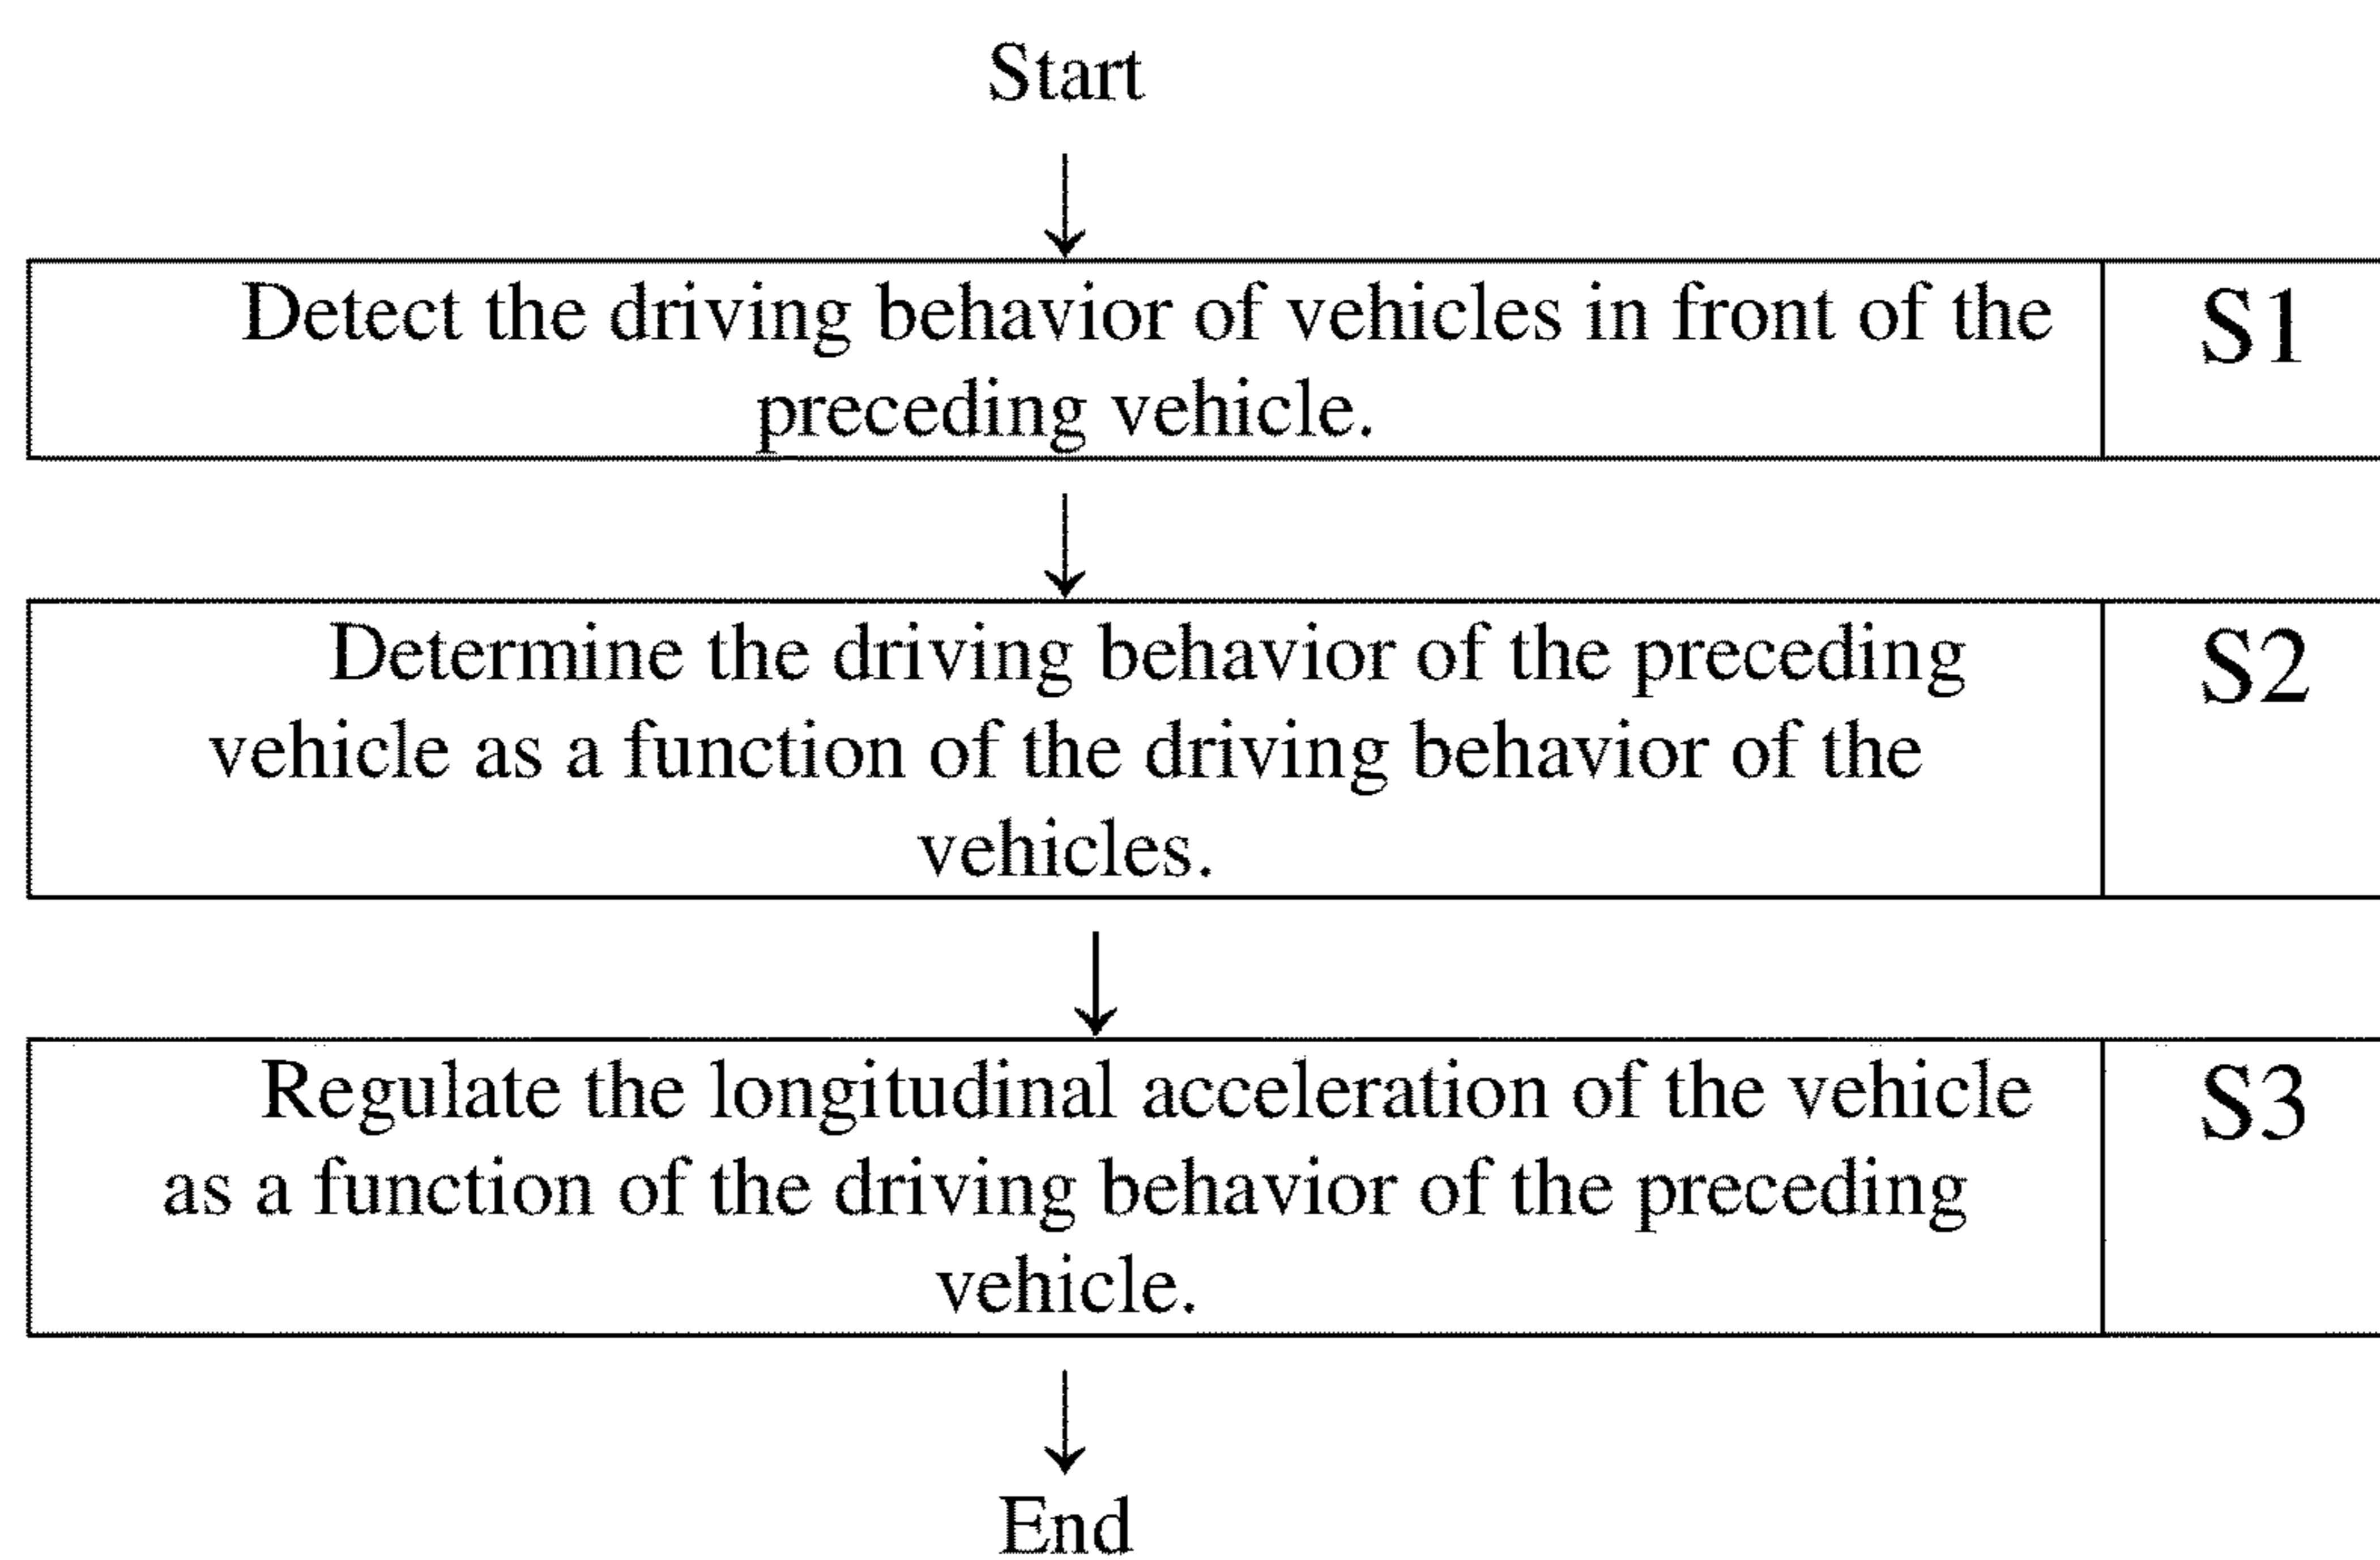 Start
Detect the driving behavior of vehicles in front of the
preceding vehicle.
S1
Determine the driving behavior of the preceding
vehicle as a function of the driving behavior of the
vehicles.
S2
Regulate the longitudinal acceleration of the vehicle
as a function of the driving behavior of the preceding
vehicle.
S3
End